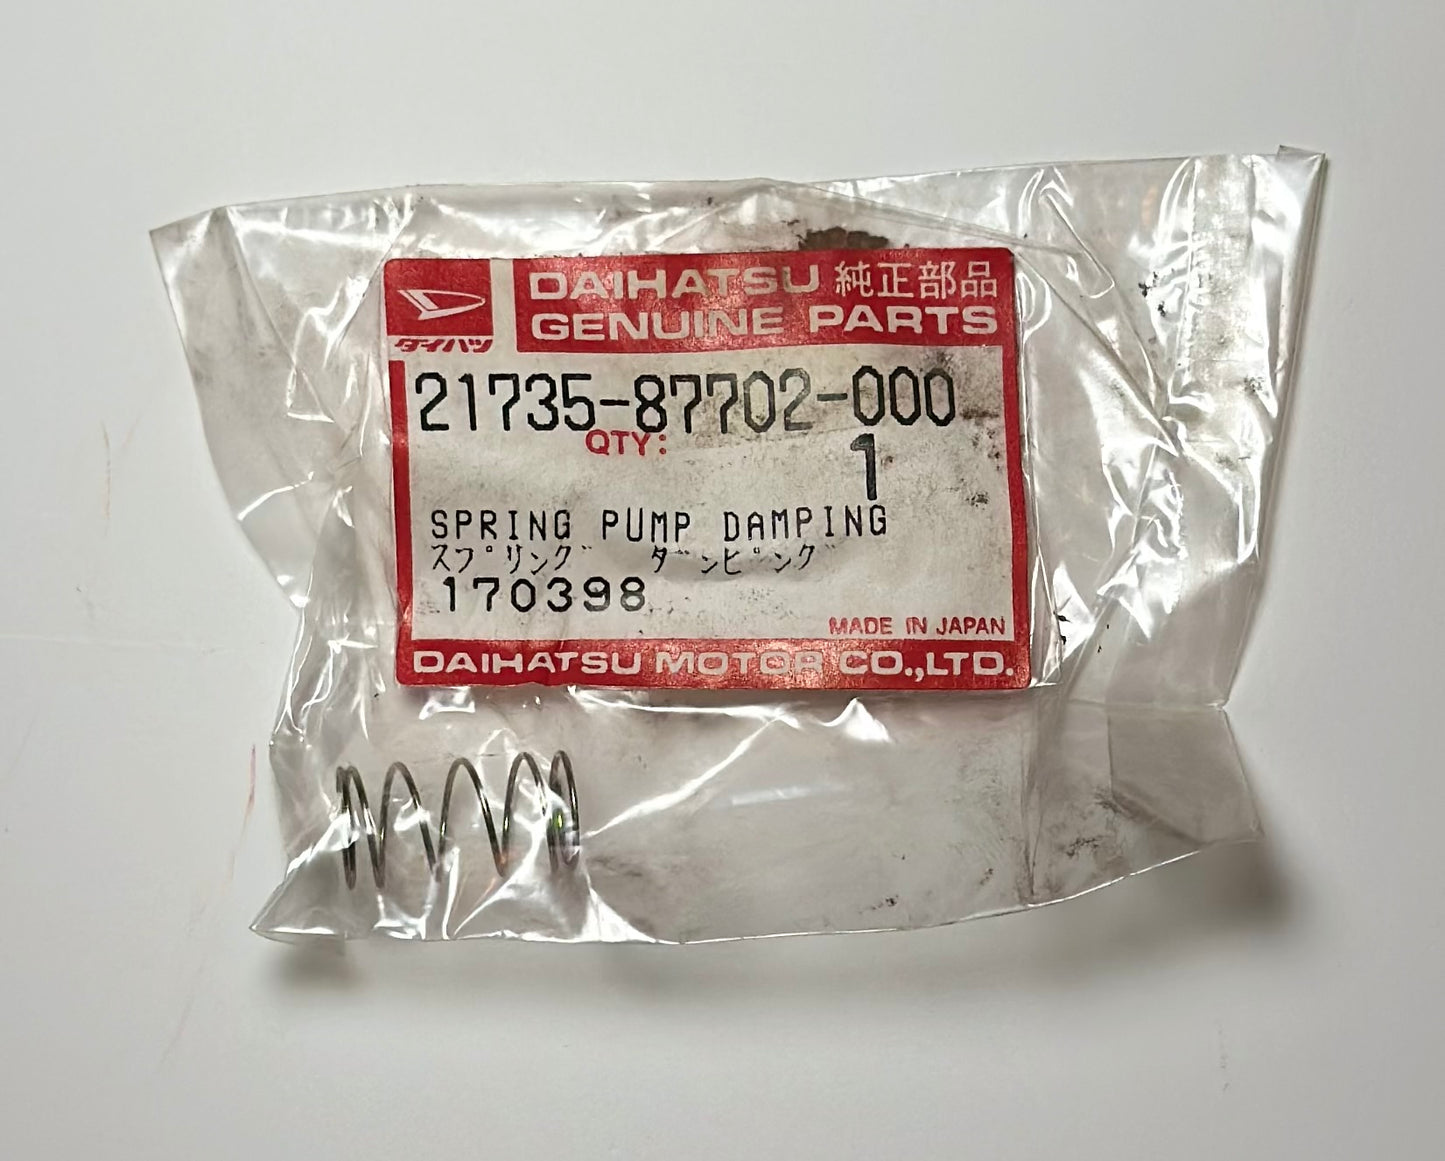 DAIHATSU 純正部品
GENUINE PARTS
ダイハツ
21735-87702-000
QTY: 1
SPRING PUMP DAMPING
スプリング ダンピング
170398
MADE IN JAPAN
DAIHATSU MOTOR CO.,LTD.